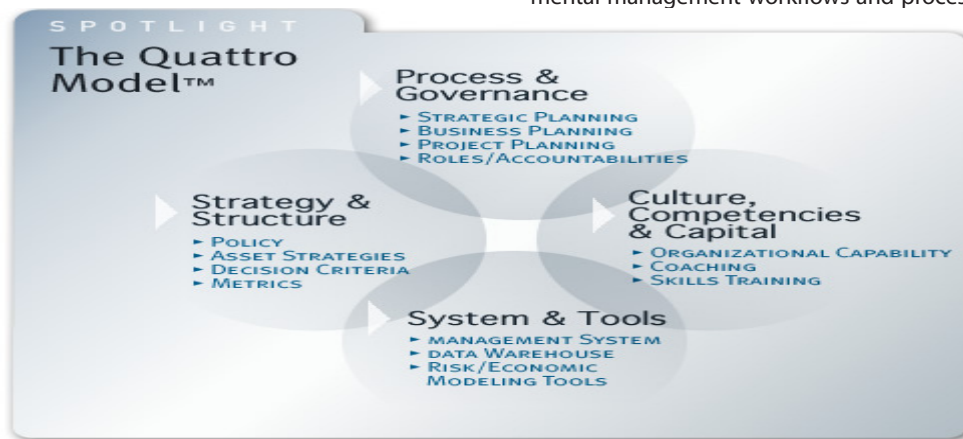 mental management workflows and proces
SPOTLIGHT
The Quattro
Model™
Process &
Governance
► STRATEGIC PLANNING
► BUSINESS PLANNING
► PROJECT PLANNING
► ROLES/ACCOUNTABILITIES
Strategy &
Structure
► POLICY
► ASSET STRATEGIES
► DECISION CRITERIA
► METRICS
Culture,
Competencies
& Capital
► ORGANIZATIONAL CAPABILITY
► COACHING
► SKILLS TRAINING
System & Tools
► MANAGEMENT SYSTEM
► DATA WAREHOUSE
► RISK/ECONOMIC
MODELING TOOLS